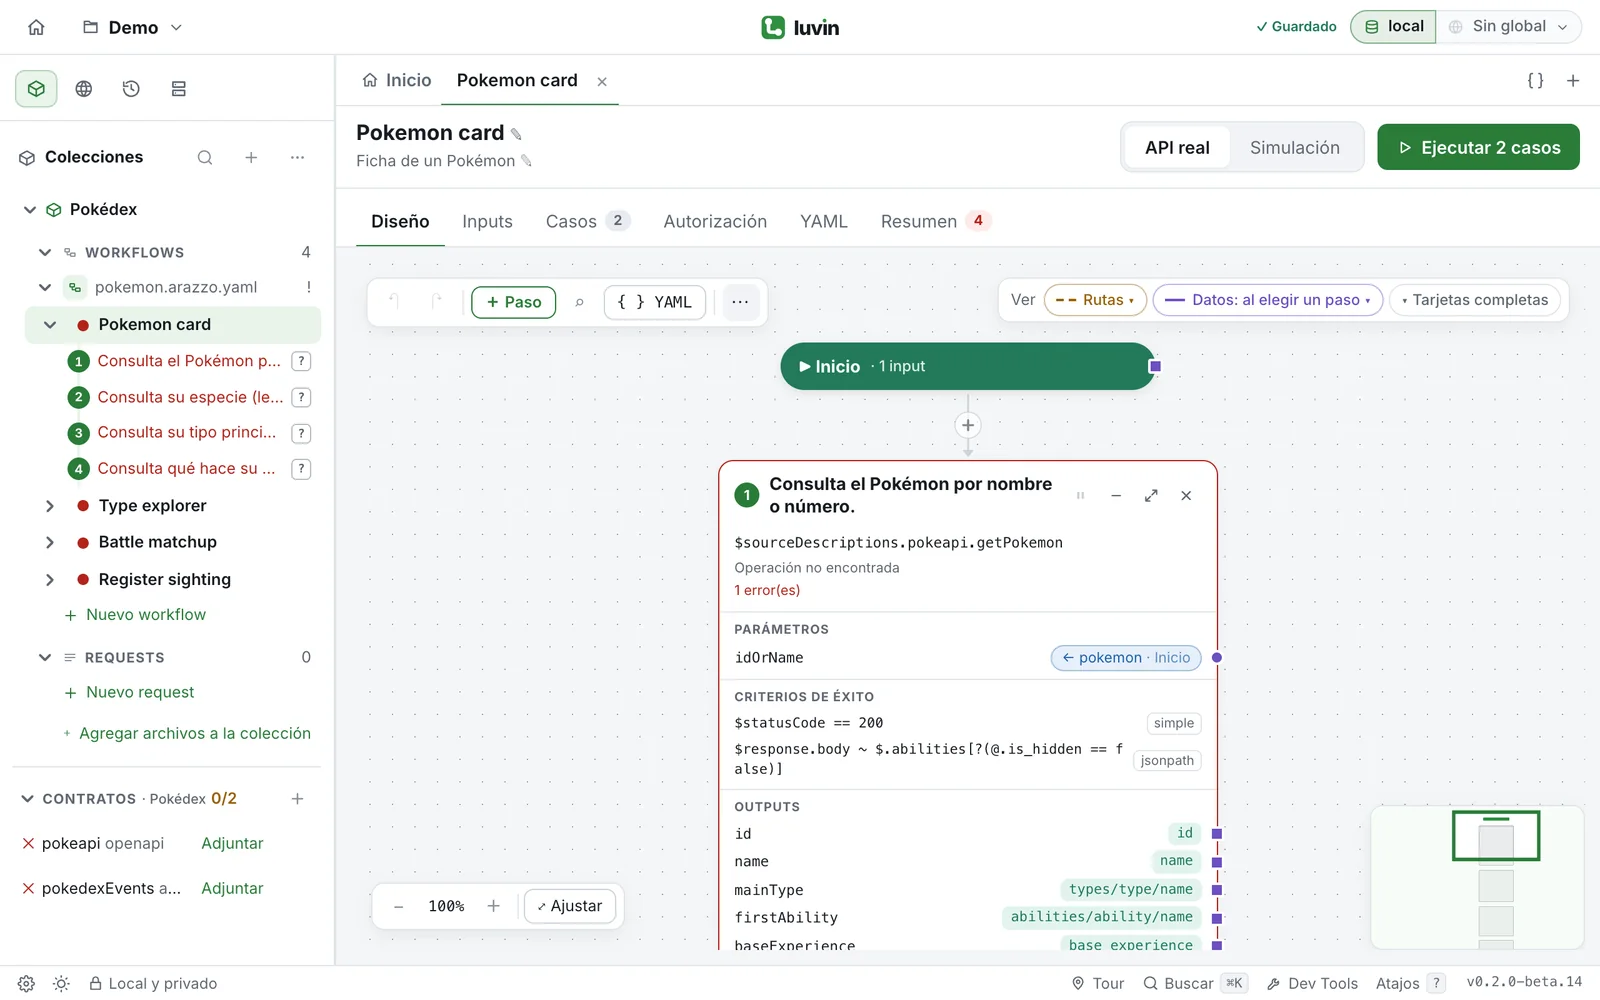 Demo
luvin
✓ Guardado
local
Sin global
Colecciones
Pokédex
WORKFLOWS 4
pokemon.arazzo.yaml !
Pokemon card
1 Consulta el Pokémon p... ?
2 Consulta su especie (le... ?
3 Consulta su tipo princi... ?
4 Consulta qué hace su ... ?
Type explorer
Battle matchup
Register sighting
+ Nuevo workflow
REQUESTS 0
+ Nuevo request
+ Agregar archivos a la colección
CONTRATOS · Pokédex 0/2 +
pokeapi openapi Adjuntar
pokedexEvents a... Adjuntar
Inicio
Pokemon card ×
{ } +
Pokemon card
Ficha de un Pokémon
API real
Simulación
Ejecutar 2 casos
Diseño
Inputs
Casos 2
Autorización
YAML
Resumen 4
+ Paso
{ } YAML
...
Ver
Rutas
Datos: al elegir un paso
Tarjetas completas
Inicio · 1 input
+
1 Consulta el Pokémon por nombre
o número.
$sourceDescriptions.pokeapi.getPokemon
Operación no encontrada
1 error(es)
PARÁMETROS
idOrName ← pokemon · Inicio
CRITERIOS DE ÉXITO
$statusCode == 200 simple
$response.body ~ $.abilities[?(@.is_hidden == f
alse)] jsonpath
OUTPUTS
id id
name name
mainType types/type/name
firstAbility abilities/ability/name
baseExperience base_experience
− 100% +
Ajustar
Local y privado
Tour
Buscar ⌘K
Dev Tools
Atajos ?
v0.2.0-beta.14